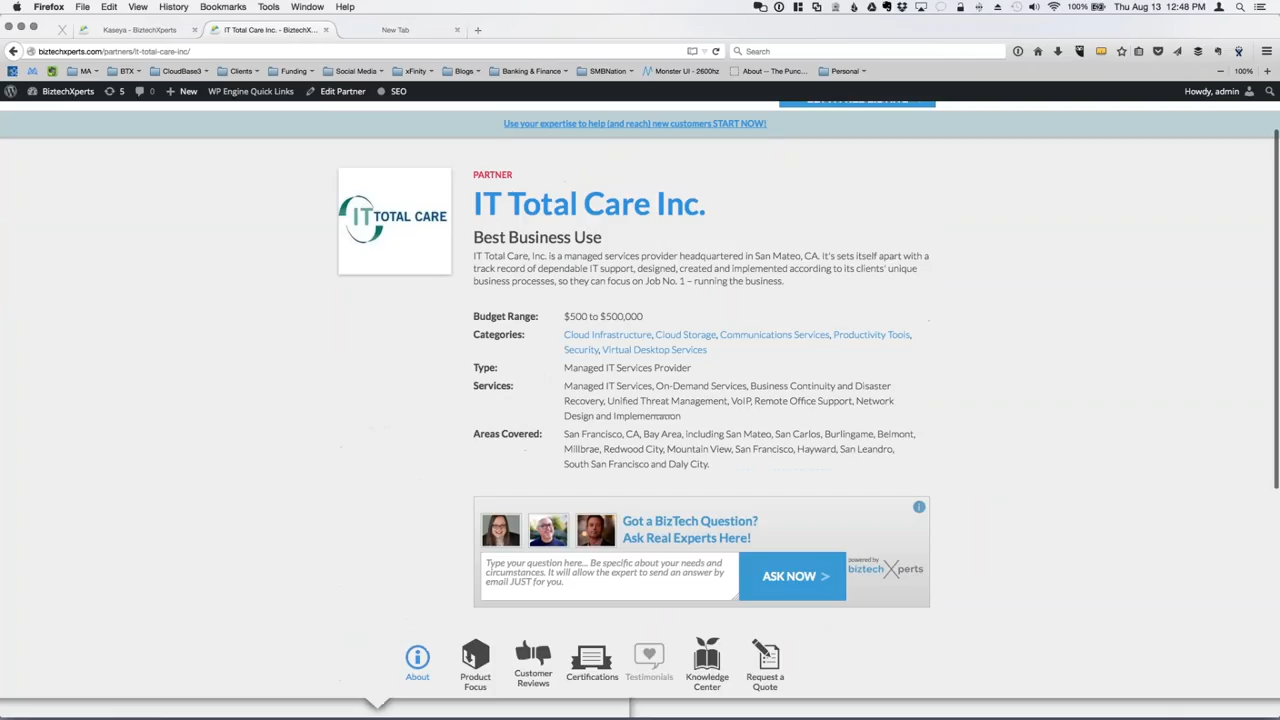 Firefox File Edit View History Bookmarks Tools Window Help 100% Thu Aug 13 12:48 PM
Kaseya - BiztechXperts IT Total Care Inc. - BiztechX... New Tab
biztechxperts.com/partners/it-total-care-inc/ Search
MA BTX CloudBase3 Clients Funding Social Media xFinity Blogs Banking & Finance SMBNation Monster UI - 2600hz About — The Punc... Personal 100%
BiztechXperts 5 0 New WP Engine Quick Links Edit Partner SEO Howdy, admin
Use your expertise to help (and reach) new customers START NOW!
PARTNER
IT TOTAL CARE
IT Total Care Inc.
Best Business Use
IT Total Care, Inc. is a managed services provider headquartered in San Mateo, CA. It's sets itself apart with a
track record of dependable IT support, designed, created and implemented according to its clients' unique
business processes, so they can focus on Job No. 1 – running the business.
Budget Range: $500 to $500,000
Categories: Cloud Infrastructure, Cloud Storage, Communications Services, Productivity Tools,
Security, Virtual Desktop Services
Type: Managed IT Services Provider
Services: Managed IT Services, On-Demand Services, Business Continuity and Disaster
Recovery, Unified Threat Management, VoIP, Remote Office Support, Network
Design and Implementation
Areas Covered: San Francisco, CA, Bay Area, including San Mateo, San Carlos, Burlingame, Belmont,
Millbrae, Redwood City, Mountain View, San Francisco, Hayward, San Leandro,
South San Francisco and Daly City.
Got a BizTech Question?
Ask Real Experts Here!
Type your question here... Be specific about your needs and
circumstances. It will allow the expert to send an answer by
email JUST for you.
ASK NOW >
powered by
biztechXperts
About
Product
Focus
Customer
Reviews
Certifications
Testimonials
Knowledge
Center
Request a
Quote